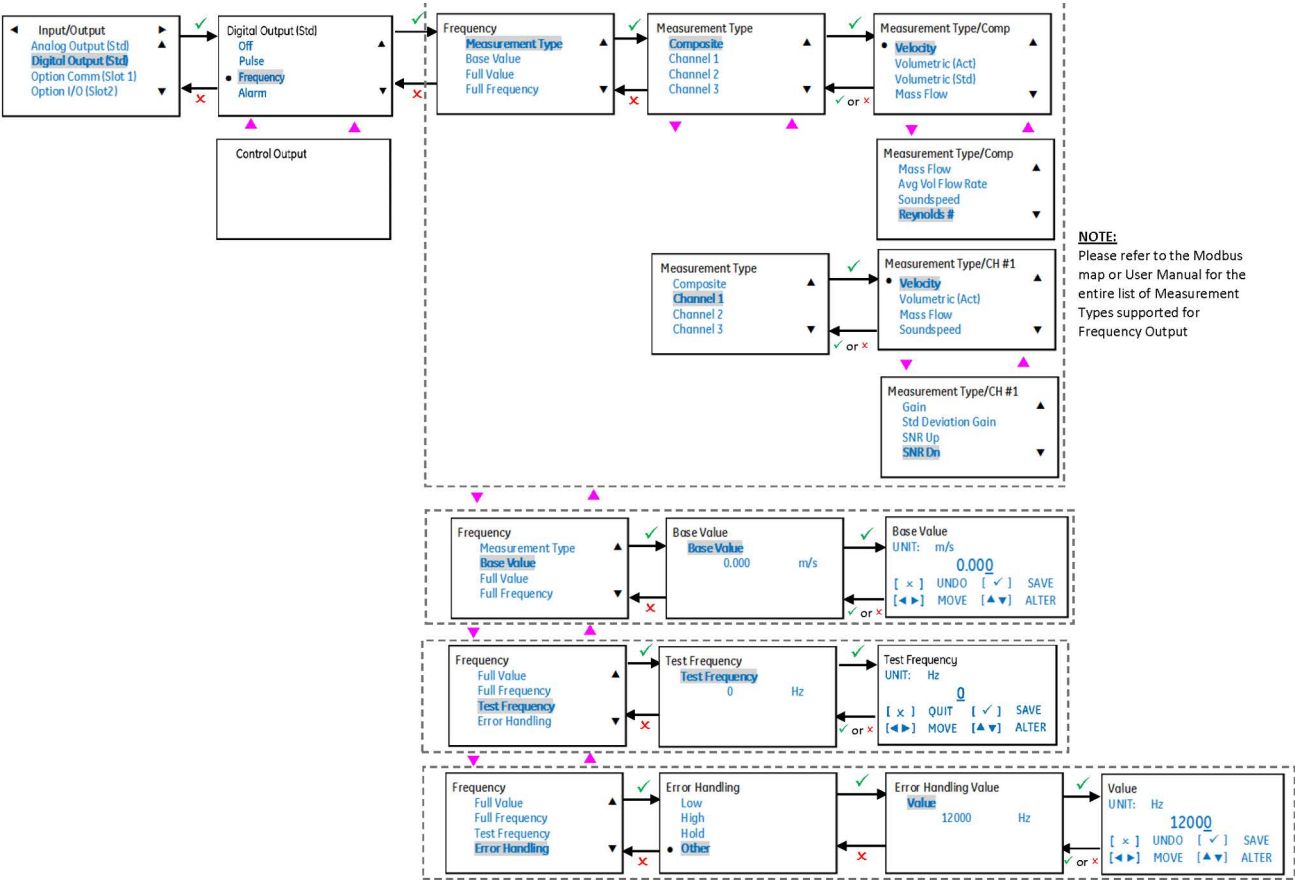 Input/Output
Analog Output (Std)
Digital Output (Std)
Option Comm (Slot 1)
Option I/O (Slot2)
Digital Output (Std)
Off
Pulse
Frequency
Alarm
Control Output
Frequency
Measurement Type
Base Value
Full Value
Full Frequency
Measurement Type
Composite
Channel 1
Channel 2
Channel 3
Measurement Type/Comp
Velocity
Volumetric (Act)
Volumetric (Std)
Mass Flow
✓ or ×
Measurement Type/Comp
Mass Flow
Avg Vol Flow Rate
Soundspeed
Reynolds #
Measurement Type
Composite
Channel 1
Channel 2
Channel 3
Measurement Type/CH #1
Velocity
Volumetric (Act)
Mass Flow
Soundspeed
✓ or ×
Measurement Type/CH #1
Gain
Std Deviation Gain
SNR Up
SNR Dn
NOTE:
Please refer to the Modbus
map or User Manual for the
entire list of Measurement
Types supported for
Frequency Output
Frequency
Measurement Type
Base Value
Full Value
Full Frequency
Base Value
Base Value
0.000 m/s
Base Value
UNIT: m/s
0.000
[ × ] UNDO [ ✓ ] SAVE
[◄ ►] MOVE [▲ ▼] ALTER
✓ or ×
Frequency
Full Value
Full Frequency
Test Frequency
Error Handling
Test Frequency
Test Frequency
0 Hz
Test Frequency
UNIT: Hz
0
[ × ] QUIT [ ✓ ] SAVE
[◄ ►] MOVE [▲ ▼] ALTER
✓ or ×
Frequency
Full Value
Full Frequency
Test Frequency
Error Handling
Error Handling
Low
High
Hold
Other
Error Handling Value
Value
12000 Hz
Value
UNIT: Hz
12000
[ × ] UNDO [ ✓ ] SAVE
[◄ ►] MOVE [▲ ▼] ALTER
✓ or ×